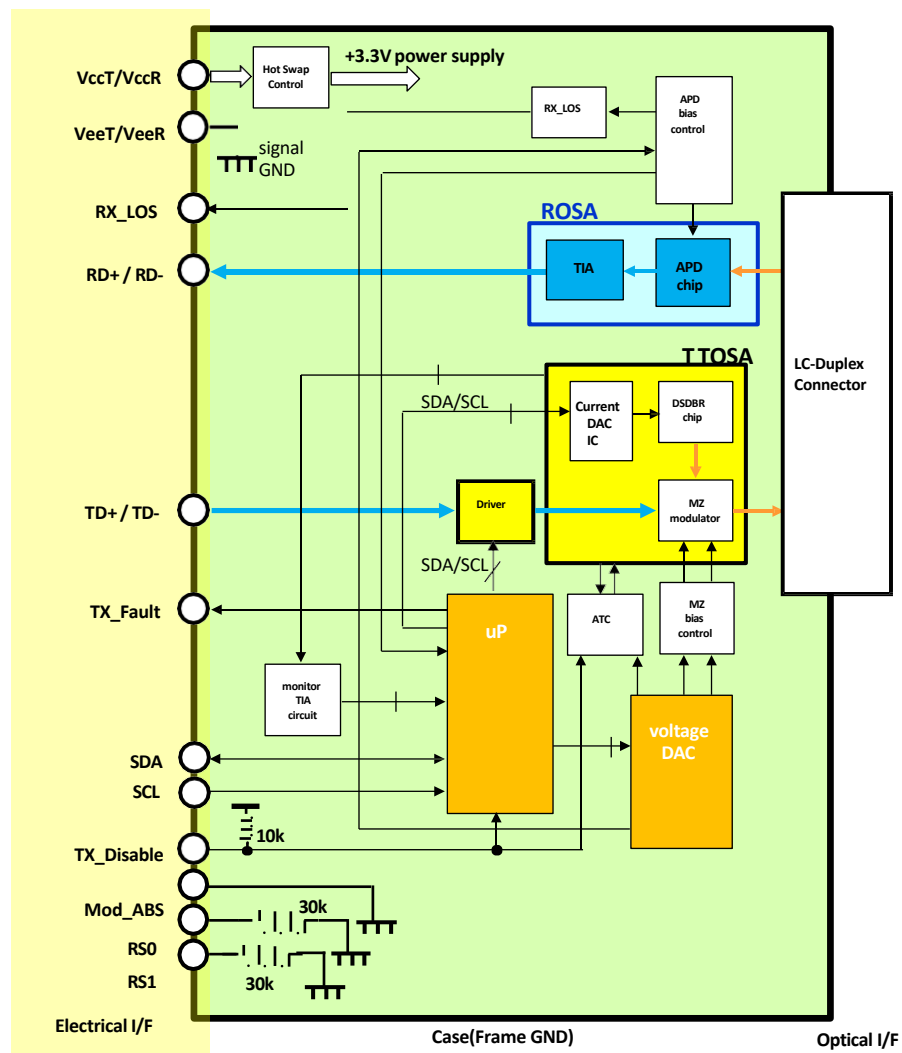 VccT/VccR
Hot Swap
Control
+3.3V power supply
VeeT/VeeR
signal
GND
RX_LOS
APD
bias
control
RX_LOS
ROSA
RD+ / RD-
TIA
APD
chip
LC-Duplex
Connector
T TOSA
SDA/SCL
Current
DAC
IC
DSDBR
chip
TD+ / TD-
Driver
MZ
modulator
SDA/SCL
TX_Fault
uP
ATC
MZ
bias
control
monitor
TIA
circuit
voltage
DAC
SDA
SCL
10k
TX_Disable
Mod_ABS
30k
RS0
RS1
30k
Electrical I/F
Case(Frame GND)
Optical I/F